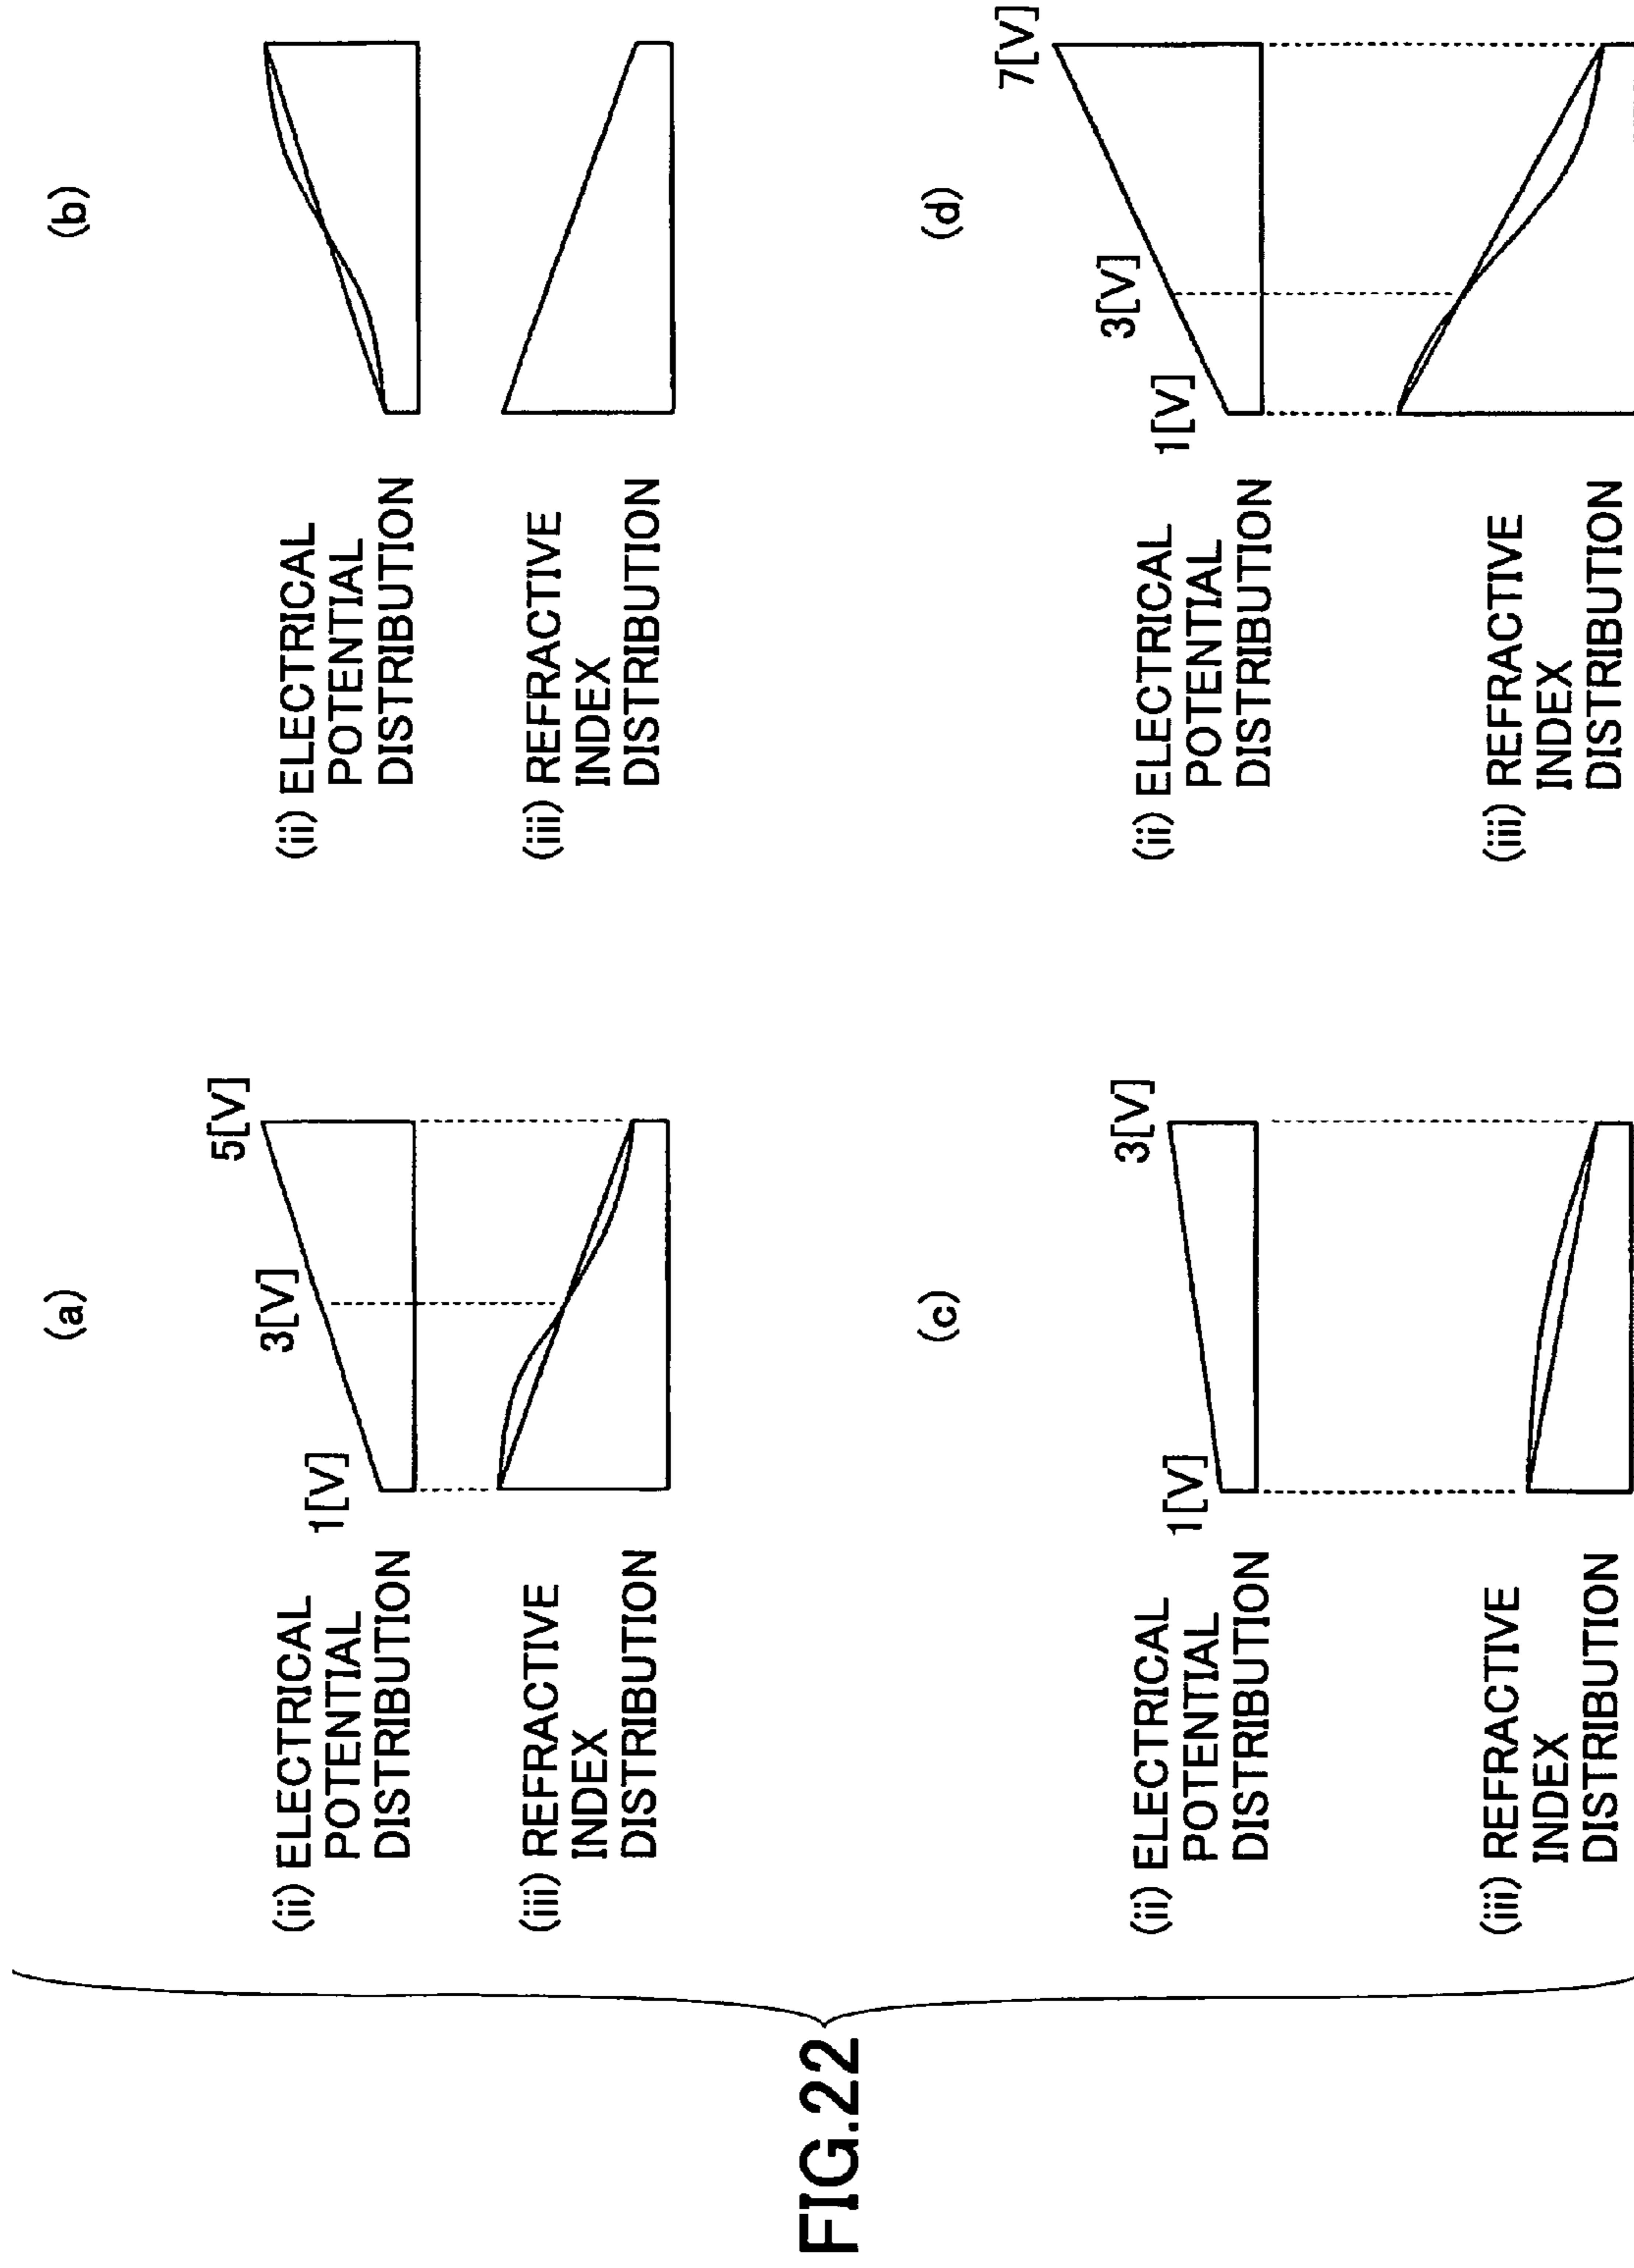 FIG.22
(a)
(ii) ELECTRICAL
POTENTIAL
DISTRIBUTION
1[V]
3[V]
5[V]
(iii) REFRACTIVE
INDEX
DISTRIBUTION
(b)
(ii) ELECTRICAL
POTENTIAL
DISTRIBUTION
(iii) REFRACTIVE
INDEX
DISTRIBUTION
(c)
(ii) ELECTRICAL
POTENTIAL
DISTRIBUTION
1[V]
3[V]
(iii) REFRACTIVE
INDEX
DISTRIBUTION
(d)
(ii) ELECTRICAL
POTENTIAL
DISTRIBUTION
1[V]
3[V]
7[V]
(iii) REFRACTIVE
INDEX
DISTRIBUTION